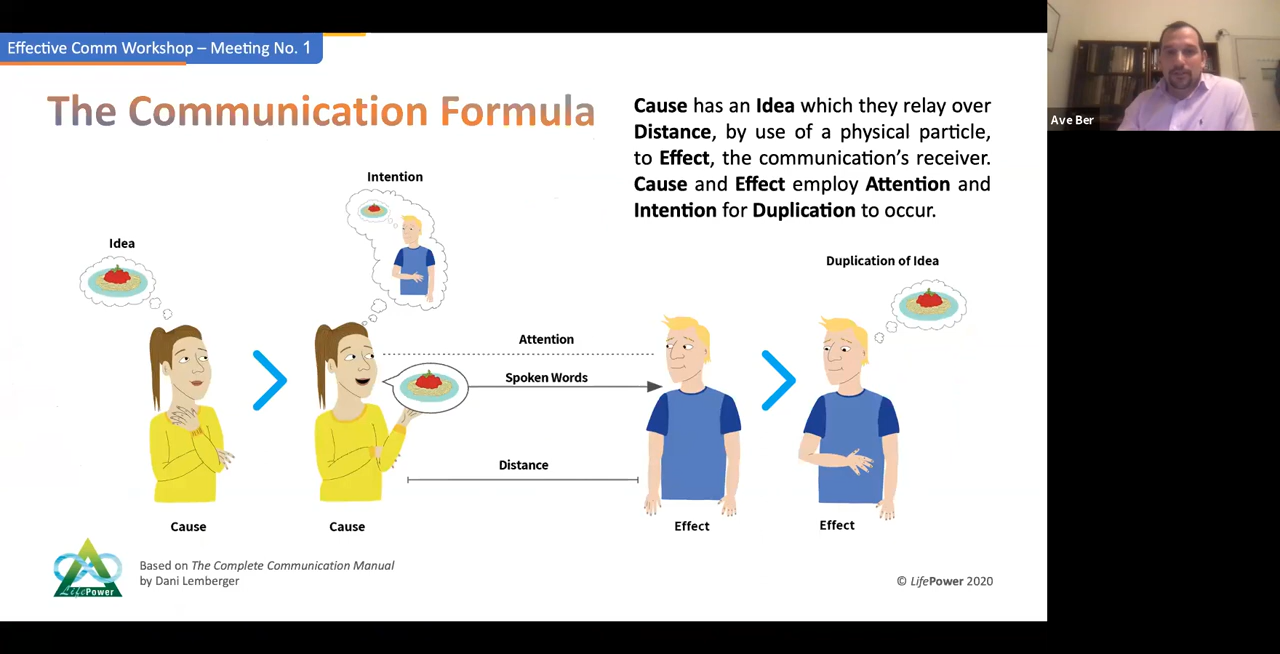 Effective Comm Workshop – Meeting No. 1
The Communication Formula
Cause has an Idea which they relay over
Distance, by use of a physical particle,
to Effect, the communication's receiver.
Cause and Effect employ Attention and
Intention for Duplication to occur.
Ave Ber
Intention
Idea
Duplication of Idea
Attention
Spoken Words
Distance
Cause
Cause
Effect
Effect
LifePower
Based on The Complete Communication Manual
by Dani Lemberger
© LifePower 2020